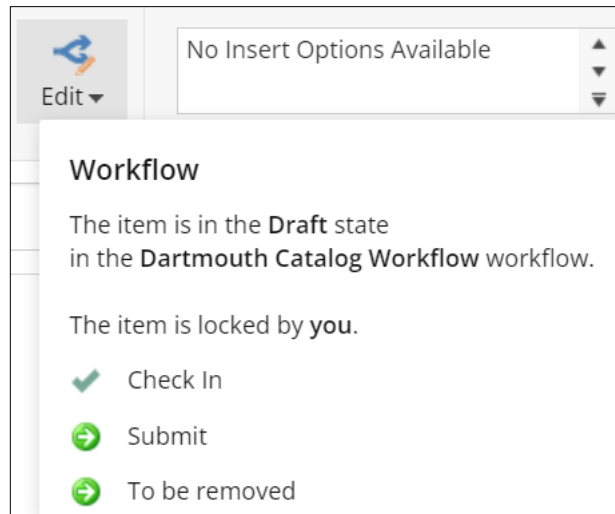 No Insert Options Available
Edit
Workflow
The item is in the Draft state
in the Dartmouth Catalog Workflow workflow.
The item is locked by you.
Check In
Submit
To be removed